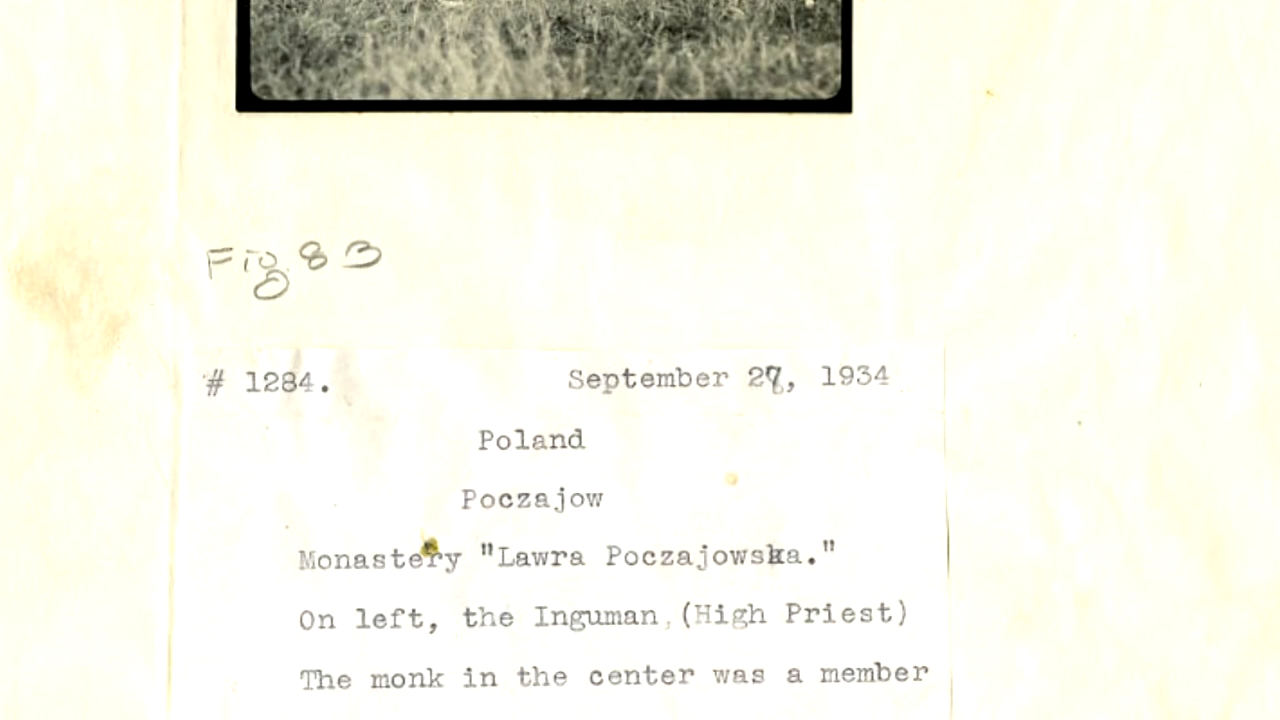 Fig 83
# 1284. September 27, 1934
Poland
Poczajow
Monastery "Lawra Poczajowska."
On left, the Inguman, (High Priest)
The monk in the center was a member